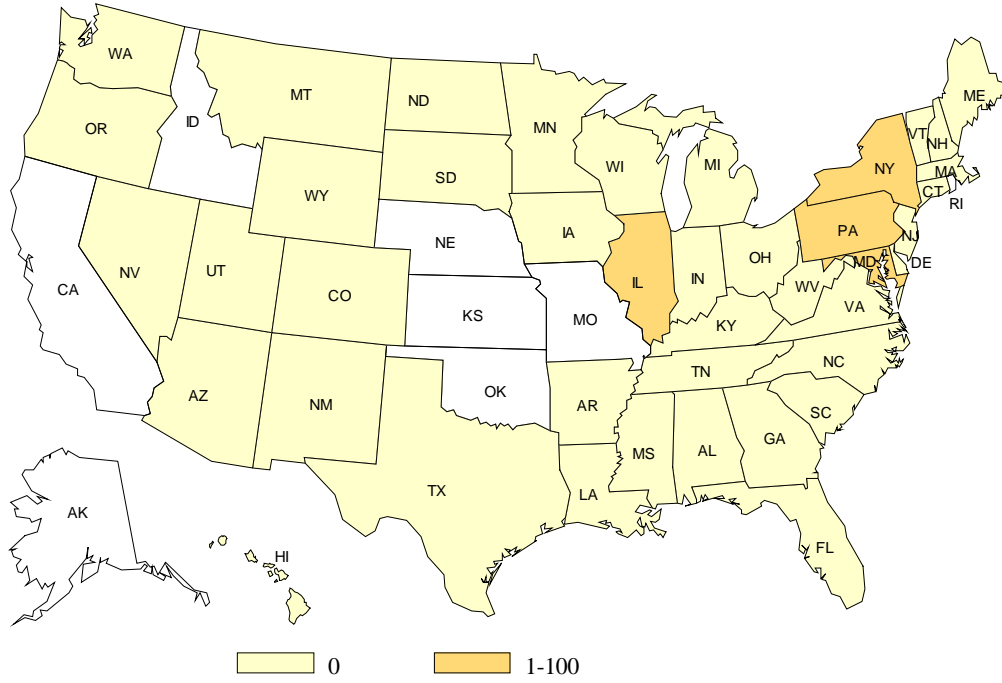 WA
ME
MT
ND
MN
OR
ID
VT
NH
WI
MI
NY
MA
SD
CT
WY
RI
IA
PA
NJ
NE
OH
DE
MD
NV
UT
IL
IN
WV
CA
CO
VA
KS
MO
KY
NC
TN
AZ
OK
NM
AR
SC
GA
MS
AL
TX
LA
AK
FL
HI
0
1-100